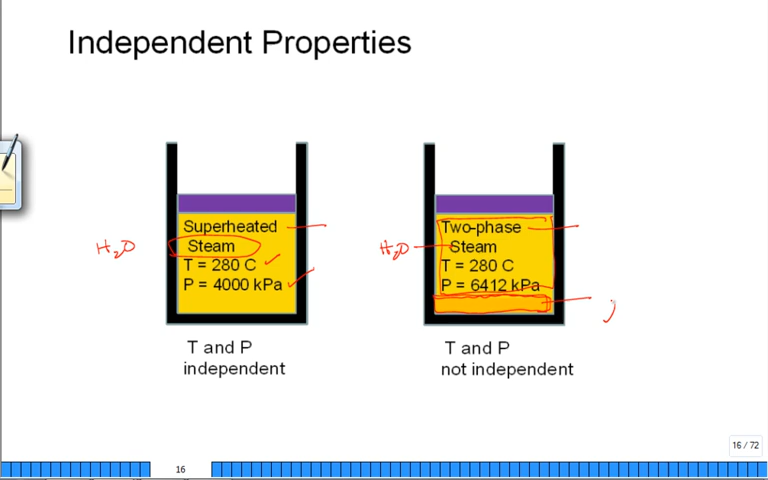 Independent Properties
H₂O
Superheated
Steam
T = 280 C
P = 4000 kPa
T and P
independent
H₂O
Two-phase
Steam
T = 280 C
P = 6412 kPa
T and P
not independent
16 / 72
16